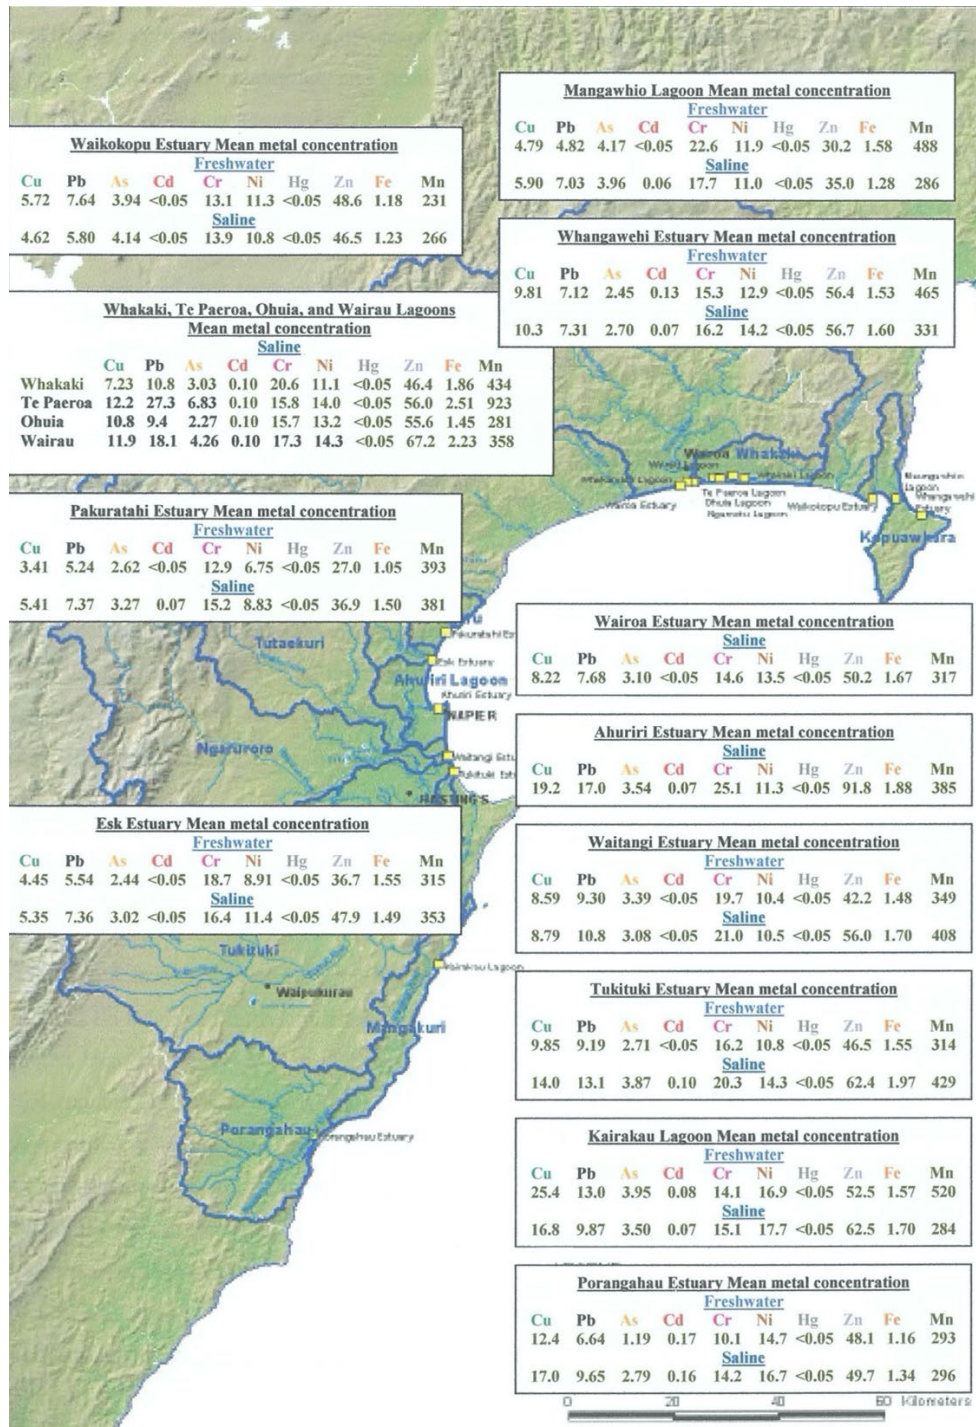 Mangawhio Lagoon Mean metal concentration
Freshwater
Cu Pb As Cd Cr Ni Hg Zn Fe Mn
4.79 4.82 4.17 <0.05 22.6 11.9 <0.05 30.2 1.58 488
Saline
5.90 7.03 3.96 0.06 17.7 11.0 <0.05 35.0 1.28 286
Waikokopu Estuary Mean metal concentration
Freshwater
Cu Pb As Cd Cr Ni Hg Zn Fe Mn
5.72 7.64 3.94 <0.05 13.1 11.3 <0.05 48.6 1.18 231
Saline
4.62 5.80 4.14 <0.05 13.9 10.8 <0.05 46.5 1.23 266
Whangawehi Estuary Mean metal concentration
Freshwater
Cu Pb As Cd Cr Ni Hg Zn Fe Mn
9.81 7.12 2.45 0.13 15.3 12.9 <0.05 56.4 1.53 465
Saline
10.3 7.31 2.70 0.07 16.2 14.2 <0.05 56.7 1.60 331
Whakaki, Te Paeroa, Ohuia, and Wairau Lagoons
Mean metal concentration
Saline
Cu Pb As Cd Cr Ni Hg Zn Fe Mn
Whakaki 7.23 10.8 3.03 0.10 20.6 11.1 <0.05 46.4 1.86 434
Te Paeroa 12.2 27.3 6.83 0.10 15.8 14.0 <0.05 56.0 2.51 923
Ohuia 10.8 9.4 2.27 0.10 15.7 13.2 <0.05 55.6 1.45 281
Wairau 11.9 18.1 4.26 0.10 17.3 14.3 <0.05 67.2 2.23 358
Wairoa Whakaki
Whakaki Lagoon
Te Paeroa Lagoon
Ohuia Lagoon
Wairoa Estuary
Waikokopu Estuary
Whangawehi
Estuary
Kopuawhara
Pakuratahi Estuary Mean metal concentration
Freshwater
Cu Pb As Cd Cr Ni Hg Zn Fe Mn
3.41 5.24 2.62 <0.05 12.9 6.75 <0.05 27.0 1.05 393
Saline
5.41 7.37 3.27 0.07 15.2 8.83 <0.05 36.9 1.50 381
Wairoa Estuary Mean metal concentration
Saline
Cu Pb As Cd Cr Ni Hg Zn Fe Mn
8.22 7.68 3.10 <0.05 14.6 13.5 <0.05 50.2 1.67 317
Tutaekuri
Pakuratahi Es
Esk Estuary
Ahuriri Lagoon
Ahuriri Estuary
NAPIER
Ngaruroro
Waitangi Estu
Tukituki Est
HASTINGS
Ahuriri Estuary Mean metal concentration
Saline
Cu Pb As Cd Cr Ni Hg Zn Fe Mn
19.2 17.0 3.54 0.07 25.1 11.3 <0.05 91.8 1.88 385
Esk Estuary Mean metal concentration
Freshwater
Cu Pb As Cd Cr Ni Hg Zn Fe Mn
4.45 5.54 2.44 <0.05 18.7 8.91 <0.05 36.7 1.55 315
Saline
5.35 7.36 3.02 <0.05 16.4 11.4 <0.05 47.9 1.49 353
Waitangi Estuary Mean metal concentration
Freshwater
Cu Pb As Cd Cr Ni Hg Zn Fe Mn
8.59 9.30 3.39 <0.05 19.7 10.4 <0.05 42.2 1.48 349
Saline
8.79 10.8 3.08 <0.05 21.0 10.5 <0.05 56.0 1.70 408
Tukituki
Kairakau Lagoon
Waipukurau
Mangakuri
Tukituki Estuary Mean metal concentration
Freshwater
Cu Pb As Cd Cr Ni Hg Zn Fe Mn
9.85 9.19 2.71 <0.05 16.2 10.8 <0.05 46.5 1.55 314
Saline
14.0 13.1 3.87 0.10 20.3 14.3 <0.05 62.4 1.97 429
Porangahau
Porangahau Estuary
Kairakau Lagoon Mean metal concentration
Freshwater
Cu Pb As Cd Cr Ni Hg Zn Fe Mn
25.4 13.0 3.95 0.08 14.1 16.9 <0.05 52.5 1.57 520
Saline
16.8 9.87 3.50 0.07 15.1 17.7 <0.05 62.5 1.70 284
Porangahau Estuary Mean metal concentration
Freshwater
Cu Pb As Cd Cr Ni Hg Zn Fe Mn
12.4 6.64 1.19 0.17 10.1 14.7 <0.05 48.1 1.16 293
Saline
17.0 9.65 2.79 0.16 14.2 16.7 <0.05 49.7 1.34 296
0 20 40 60 Kilometers